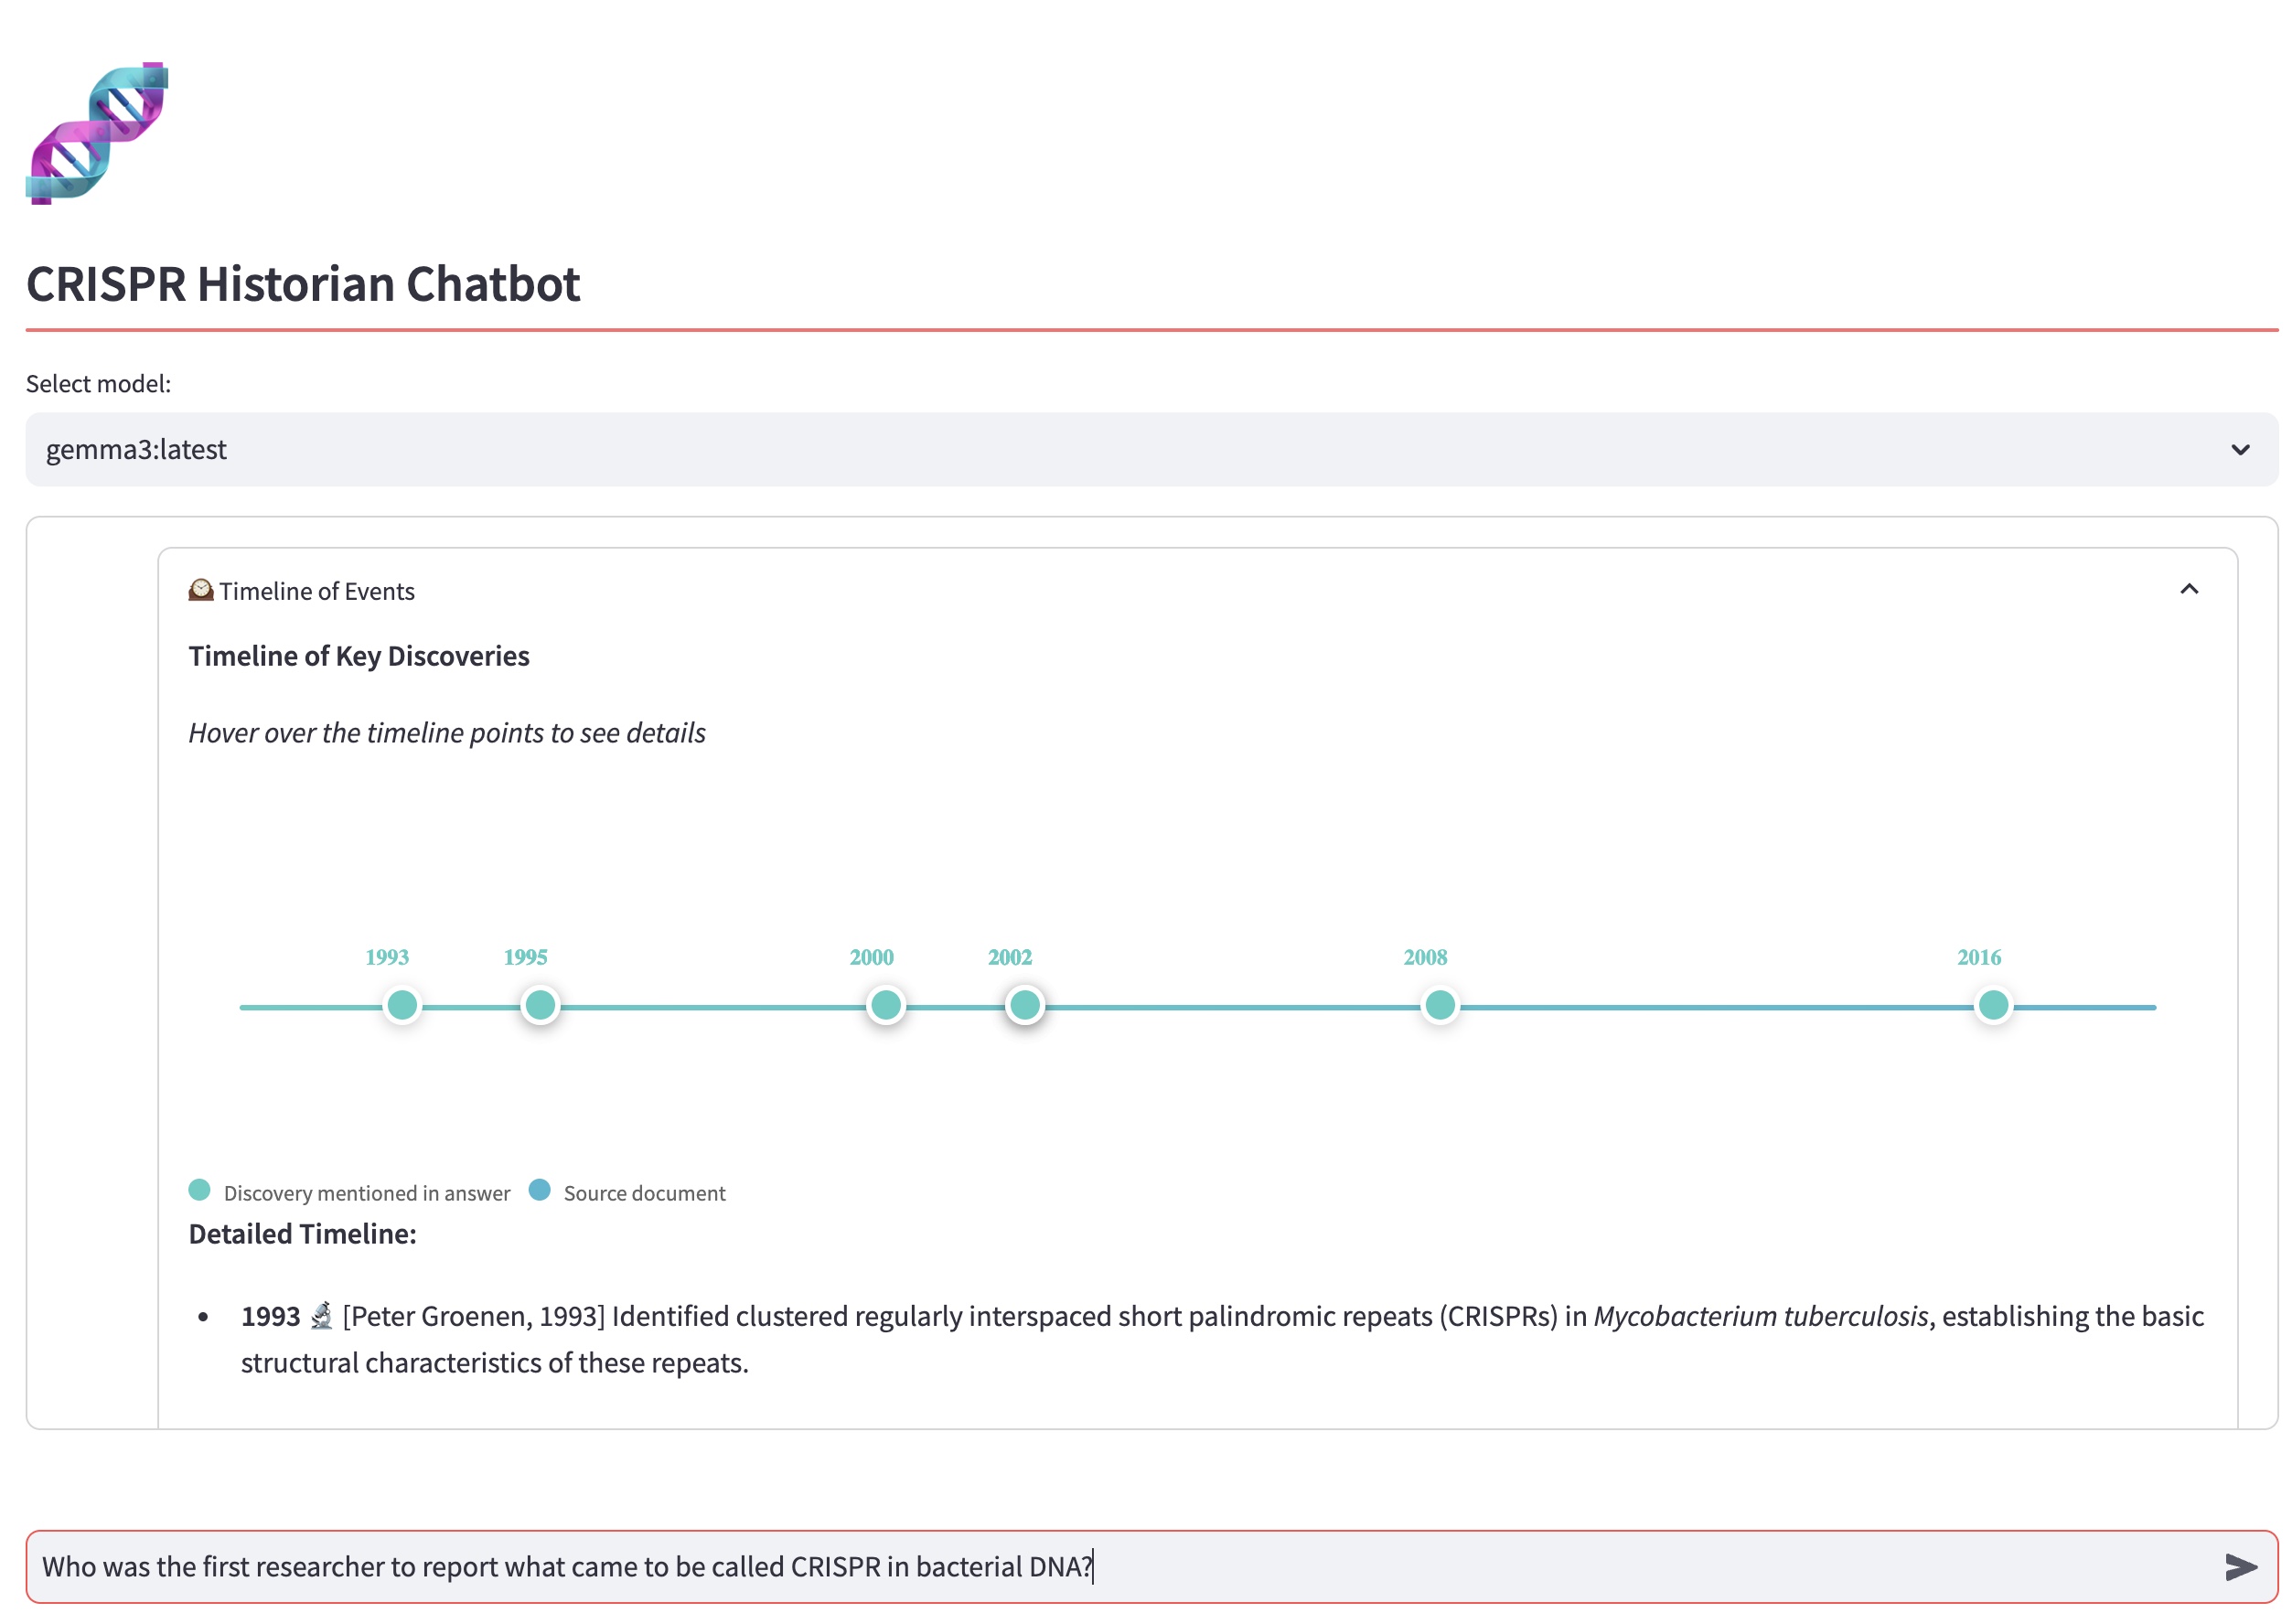 CRISPR Historian Chatbot
Select model:
gemma3:latest
Timeline of Events
Timeline of Key Discoveries
Hover over the timeline points to see details
1993 1995 2000 2002 2008 2016
Discovery mentioned in answer Source document
Detailed Timeline:
• 1993 🔬 [Peter Groenen, 1993] Identified clustered regularly interspaced short palindromic repeats (CRISPRs) in Mycobacterium tuberculosis, establishing the basic
structural characteristics of these repeats.
Who was the first researcher to report what came to be called CRISPR in bacterial DNA?